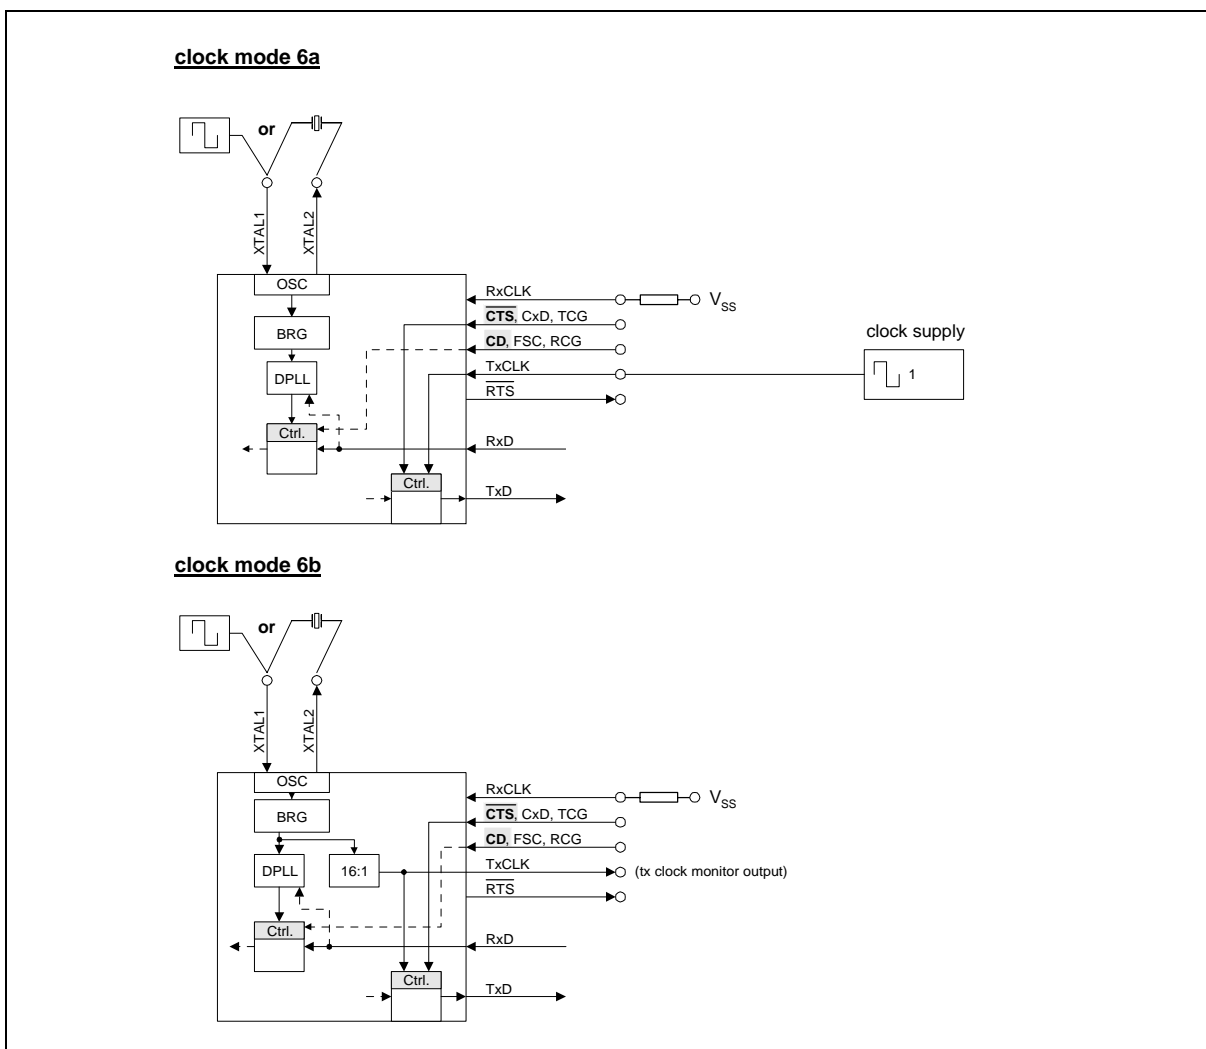 clock mode 6a
or
XTAL1
XTAL2
OSC
BRG
DPLL
Ctrl.
RxCLK
VSS
CTS, CxD, TCG
CD, FSC, RCG
TxCLK
RTS
RxD
Ctrl.
TxD
clock supply
1
clock mode 6b
or
XTAL1
XTAL2
OSC
BRG
DPLL
16:1
Ctrl.
RxCLK
VSS
CTS, CxD, TCG
CD, FSC, RCG
TxCLK
(tx clock monitor output)
RTS
RxD
Ctrl.
TxD